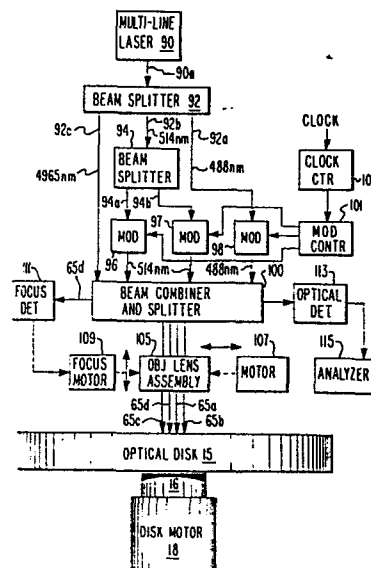 MULTI-LINE
LASER 90
90a
BEAM SPLITTER 92
92c
92b
92a
94
514nm
CLOCK
BEAM
SPLITTER
488nm
CLOCK
CTR
4965nm
94a
94b
101
97
MOD
MOD
MOD
MOD
CONTR
98
96
514nm
488nm
100
113
65d
FOCUS
DET
BEAM COMBINER
AND SPLITTER
OPTICAL
DET
109
105
107
115
FOCUS
MOTOR
OBJ LENS
ASSEMBLY
MOTOR
ANALYZER
65d
65a
65c
65b
OPTICAL DISK 15
16
DISK MOTOR
18